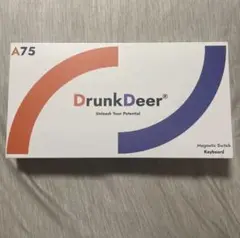 A75
DrunkDeer®
Unleash Your Potential
Magnetic Switch
Keyboard